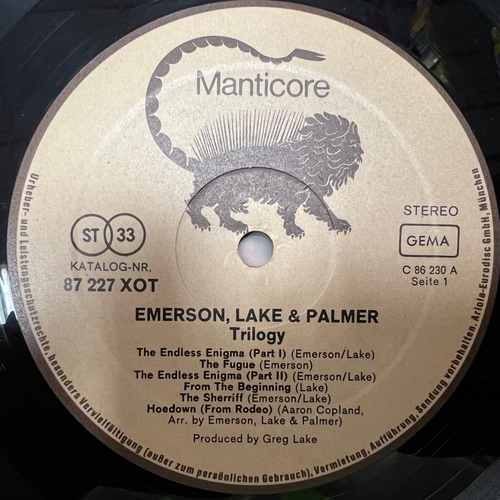 Manticore
STEREO
ST 33
GEMA
KATALOG-NR.
87 227 XOT
C 86 230 A
Seite 1
EMERSON, LAKE & PALMER
Trilogy
The Endless Enigma (Part I) (Emerson/Lake)
The Fugue (Emerson)
The Endless Enigma (Part II) (Emerson/Lake)
From The Beginning (Lake)
The Sherriff (Emerson/Lake)
Hoedown (From Rodeo) (Aaron Copland,
Arr. by Emerson, Lake & Palmer)
Produced by Greg Lake
Urheber- und Leistungsschutzrechte, besonders Vervielfältigung (außer zum persönlichen Gebrauch), Vermietung, Aufführung, Sendung vorbehalten. Ariola-Eurodisc GmbH, München